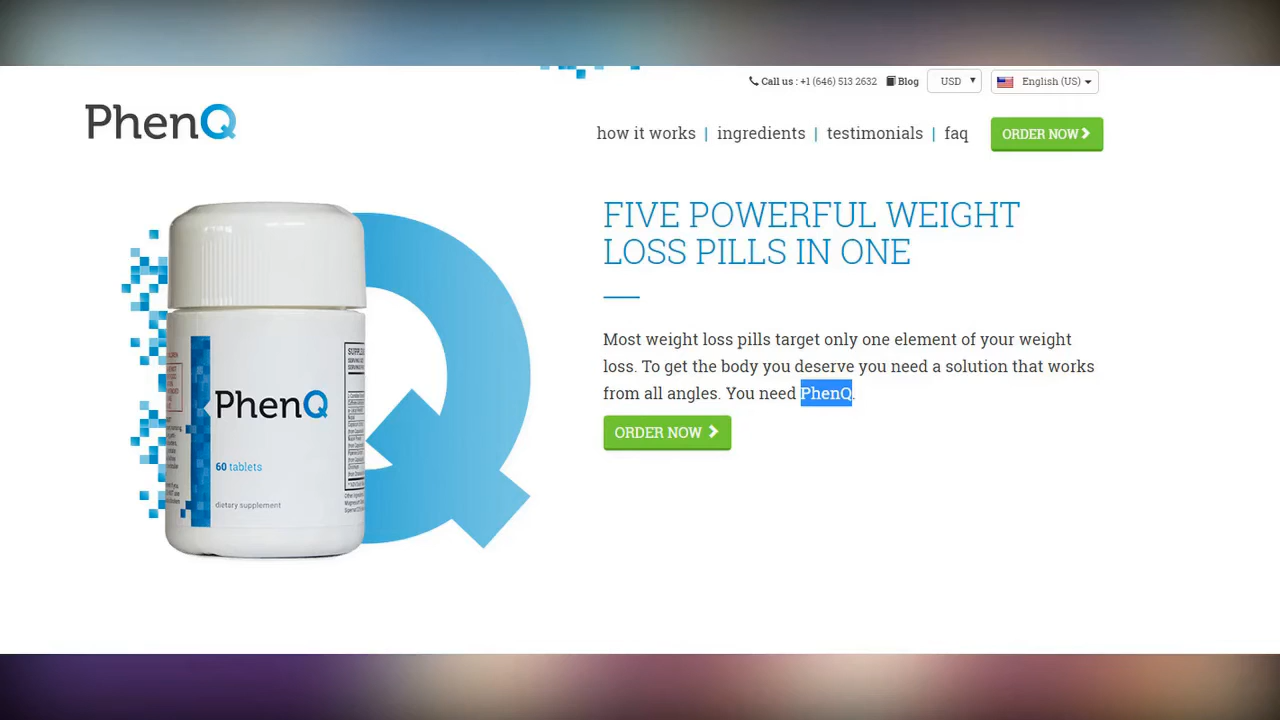 Call us : +1 (646) 513 2632 Blog USD English (US)
PhenQ
how it works | ingredients | testimonials | faq ORDER NOW
FIVE POWERFUL WEIGHT
LOSS PILLS IN ONE
Most weight loss pills target only one element of your weight
loss. To get the body you deserve you need a solution that works
from all angles. You need PhenQ.
ORDER NOW
PhenQ
60 tablets
dietary supplement